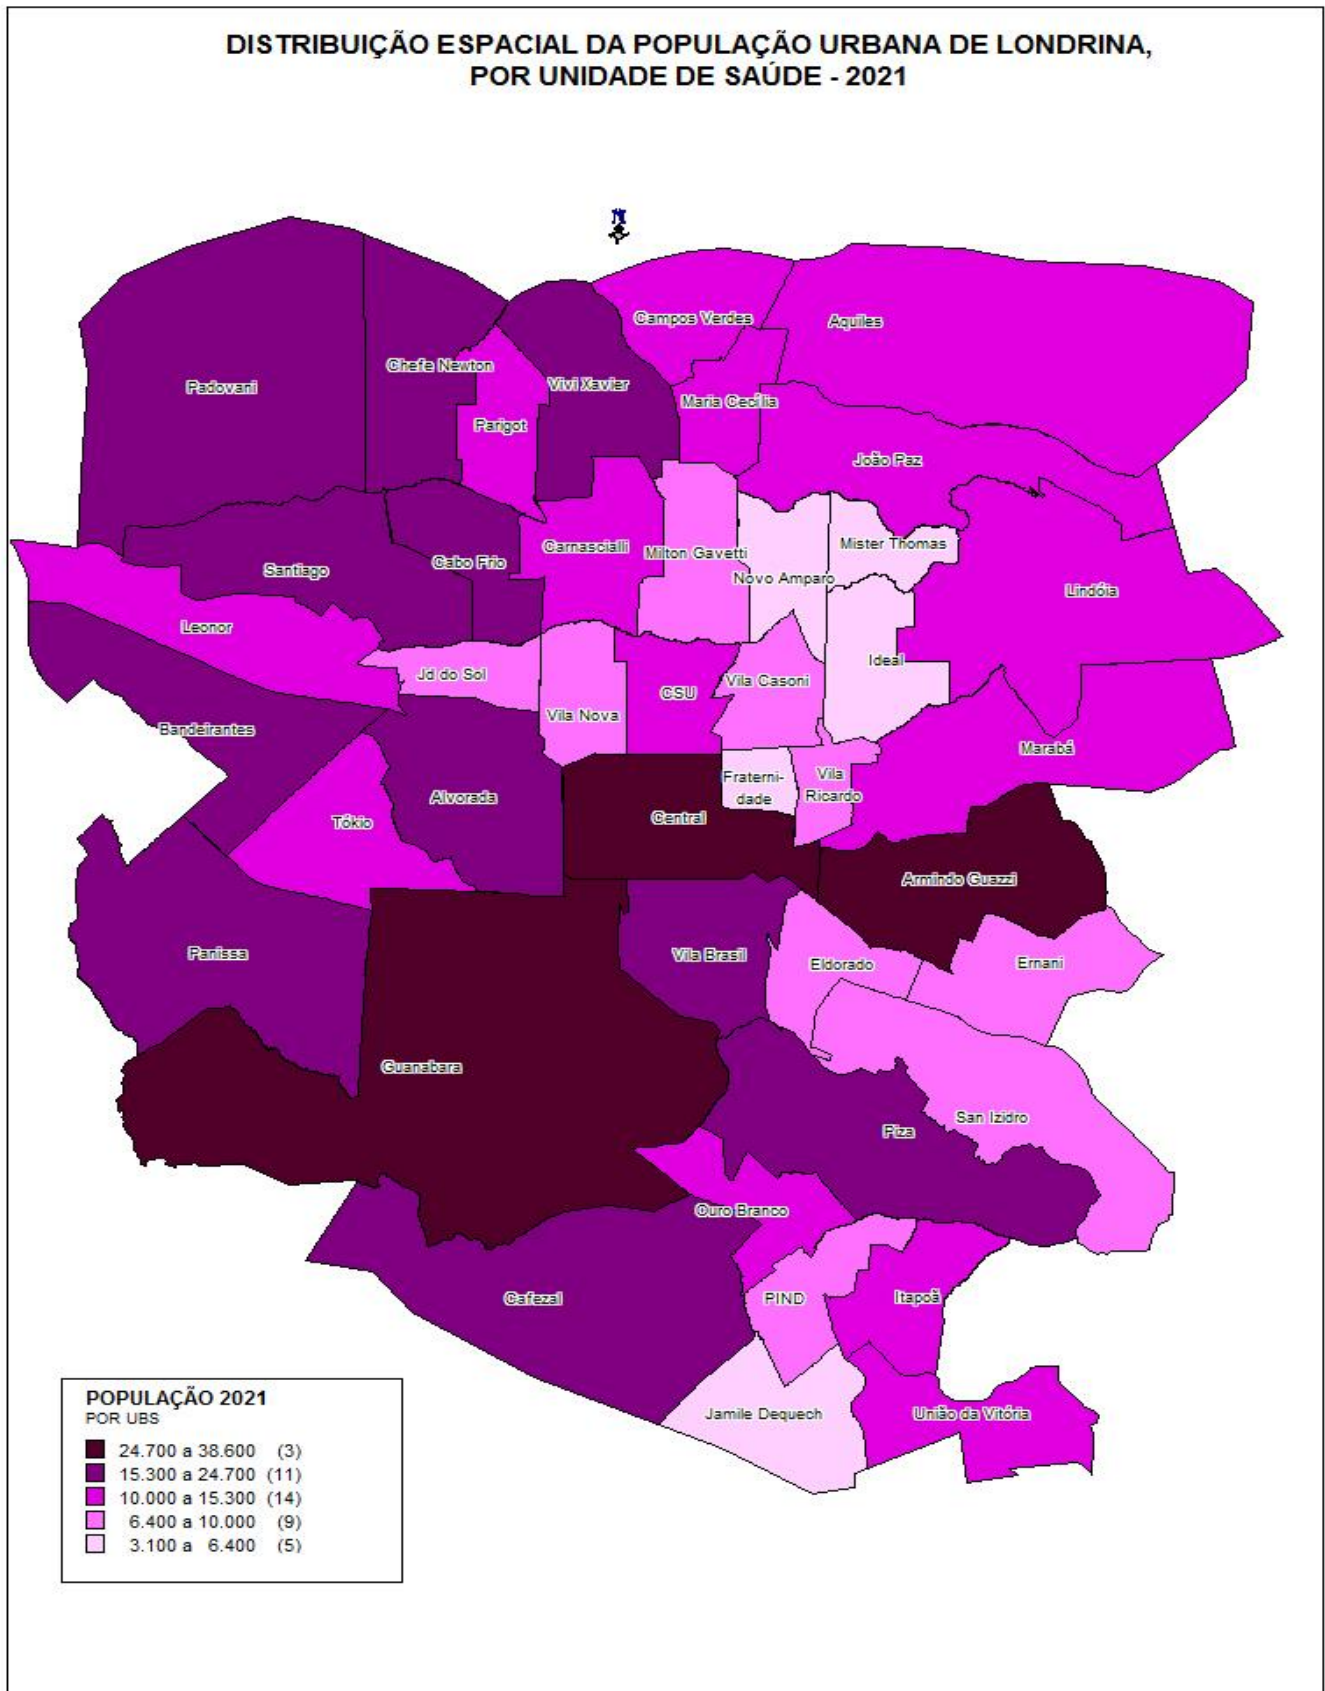 DISTRIBUIÇÃO ESPACIAL DA POPULAÇÃO URBANA DE LONDRINA,
POR UNIDADE DE SAÚDE - 2021
N
Campos Verdes
Aquiles
Chefe Newton
Padovani
Vivi Xavier
Maria Cecília
Parigot
João Paz
Carnascialli
Mister Thomas
Milton Gavetti
Cabo Frio
Santiago
Novo Amparo
Lindóia
Leonor
Ideal
Jd do Sol
Vila Casoni
CSU
Vila Nova
Bandeirantes
Marabá
Fraterni-
dade
Vila
Ricardo
Alvorada
Central
Tókio
Armindo Guazzi
Panissa
Vila Brasil
Eldorado
Ernani
Guanabara
San Izidro
Piza
Ouro Branco
Cafezal
PIND
Itapoã
Jamile Dequech
União da Vitória
POPULAÇÃO 2021
POR UBS
24.700 a 38.600 (3)
15.300 a 24.700 (11)
10.000 a 15.300 (14)
6.400 a 10.000 (9)
3.100 a 6.400 (5)